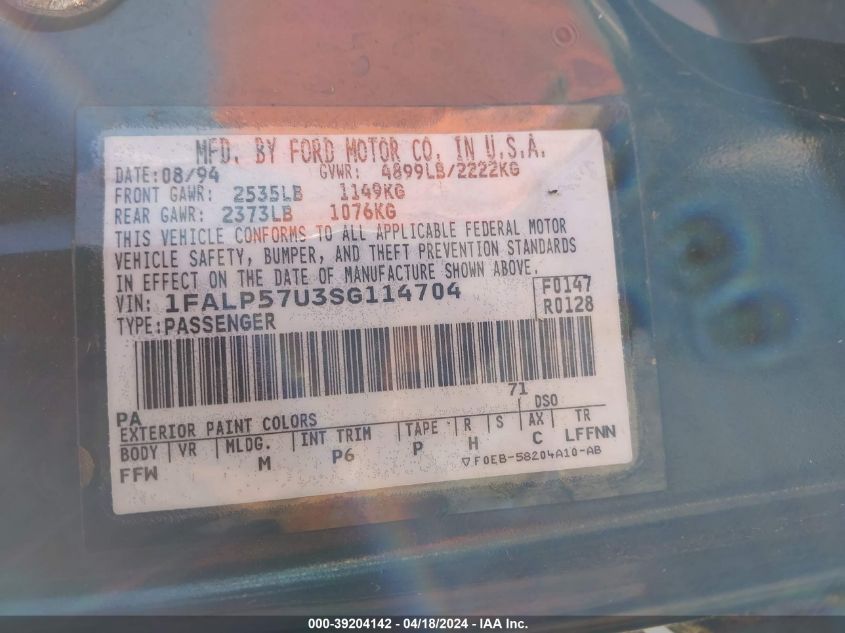 MFD. BY FORD MOTOR CO. IN U.S.A.
DATE: 08/94 GVWR: 4899LB/2222KG
FRONT GAWR: 2535LB 1149KG
REAR GAWR: 2373LB 1076KG
THIS VEHICLE CONFORMS TO ALL APPLICABLE FEDERAL MOTOR
VEHICLE SAFETY, BUMPER, AND THEFT PREVENTION STANDARDS
IN EFFECT ON THE DATE OF MANUFACTURE SHOWN ABOVE.
VIN: 1FALP57U3SG114704 F0147
TYPE: PASSENGER R0128
71
PA DSO
EXTERIOR PAINT COLORS
BODY VR MLDG. INT TRIM TAPE R S AX TR
FFW M P6 P H C LFFNN
▽F0EB-58204A10-AB
000-39204142 - 04/18/2024 - IAA Inc.